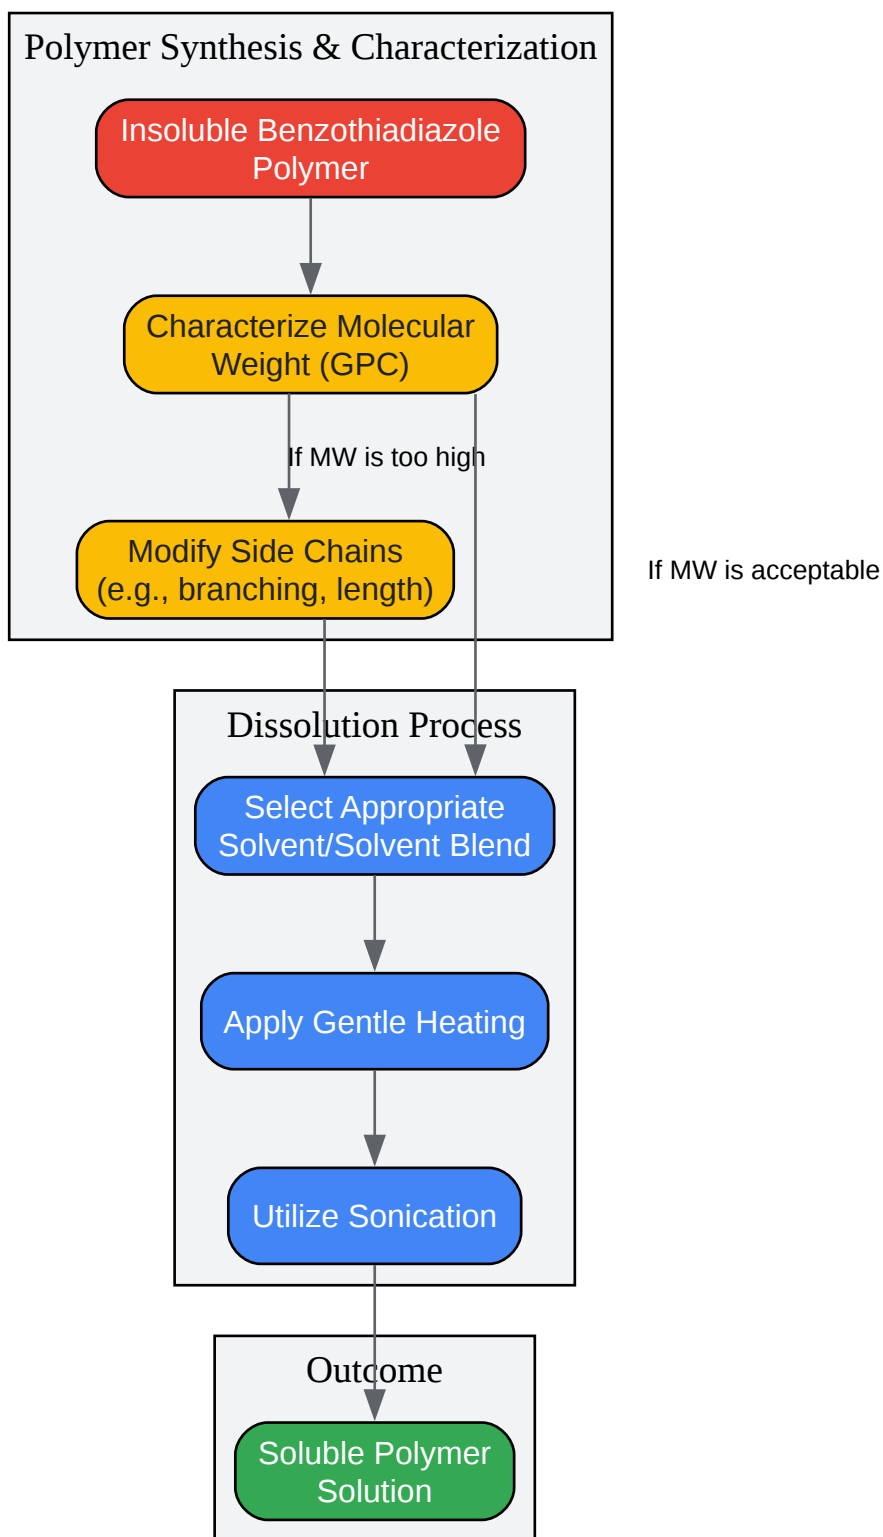 Polymer Synthesis & Characterization
Insoluble Benzothiadiazole
Polymer
Characterize Molecular
Weight (GPC)
If MW is too high
Modify Side Chains
(e.g., branching, length)
If MW is acceptable
Dissolution Process
Select Appropriate
Solvent/Solvent Blend
Apply Gentle Heating
Utilize Sonication
Outcome
Soluble Polymer
Solution